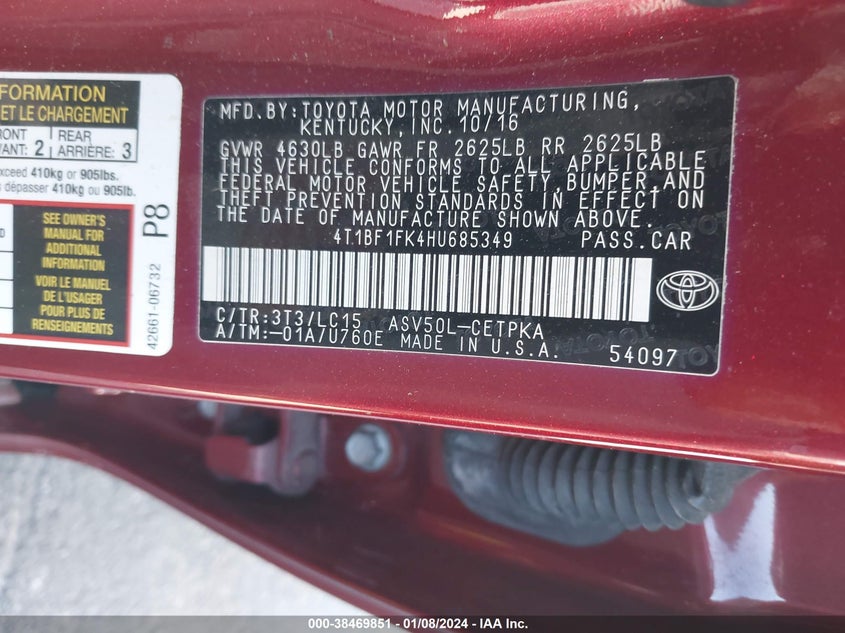 FORMATION
ET LE CHARGEMENT
FRONT
REAR
2
ARRIÈRE: 3
exceed 410kg or 905lbs.
dépasser 410kg ou 905lb.
SEE OWNER'S
MANUAL FOR
ADDITIONAL
INFORMATION
VOIR LE MANUEL
DE L'USAGER
POUR PLUS DE
RENSEIGNEMENTS
P8
42661-06732
MFD.BY:TOYOTA MOTOR MANUFACTURING,
KENTUCKY,INC.10/16
GVWR 4630LB GAWR FR 2625LB RR 2625LB
THIS VEHICLE CONFORMS TO ALL APPLICABLE
FEDERAL MOTOR VEHICLE SAFETY,BUMPER,AND
THEFT PREVENTION STANDARDS IN EFFECT ON
THE DATE OF MANUFACTURE SHOWN ABOVE.
4T1BF1FK4HU685349 PASS.CAR
C/TR:3T3/LC15 ASV50L-CETPKA
A/TM:-01A/U760E MADE IN U.S.A.
54097
000-38469851 - 01/08/2024 - IAA Inc.